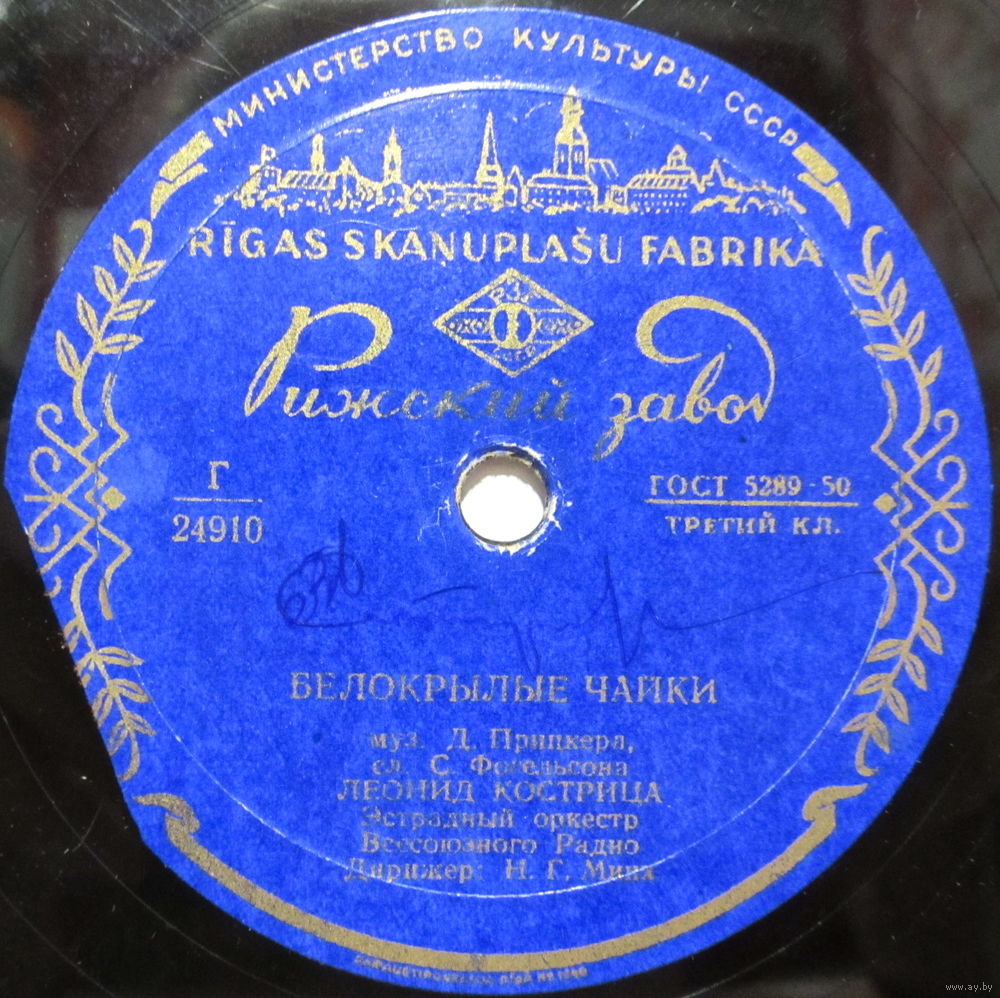 МИНИСТЕРСТВО КУЛЬТУРЫ СССР
RĪGAS SKAŅUPLAŠU FABRIKA
Рижский завод
Г
24910
ГОСТ 5289-50
ТРЕТИЙ КЛ.
БЕЛОКРЫЛЫЕ ЧАЙКИ
муз. Д. Прицкера,
сл. С. Фогельсона
ЛЕОНИД КОСТРИЦА
Эстрадный оркестр
Всесоюзного Радио
Дирижер: Н. Г. Минх
www.ay.by